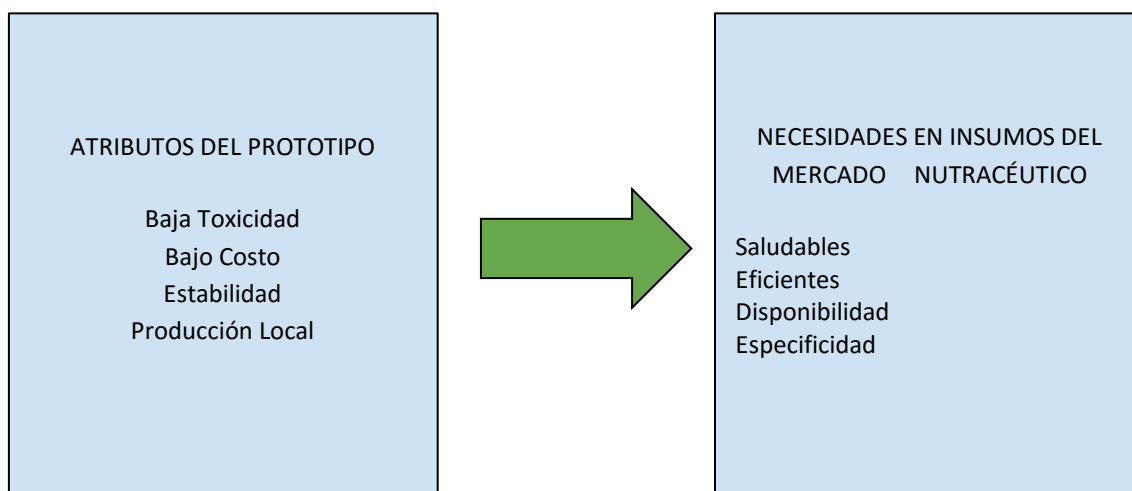 ATRIBUTOS DEL PROTOTIPO
Baja Toxicidad
Bajo Costo
Estabilidad
Producción Local
NECESIDADES EN INSUMOS DEL
MERCADO NUTRACÉUTICO
Saludables
Eficientes
Disponibilidad
Especificidad